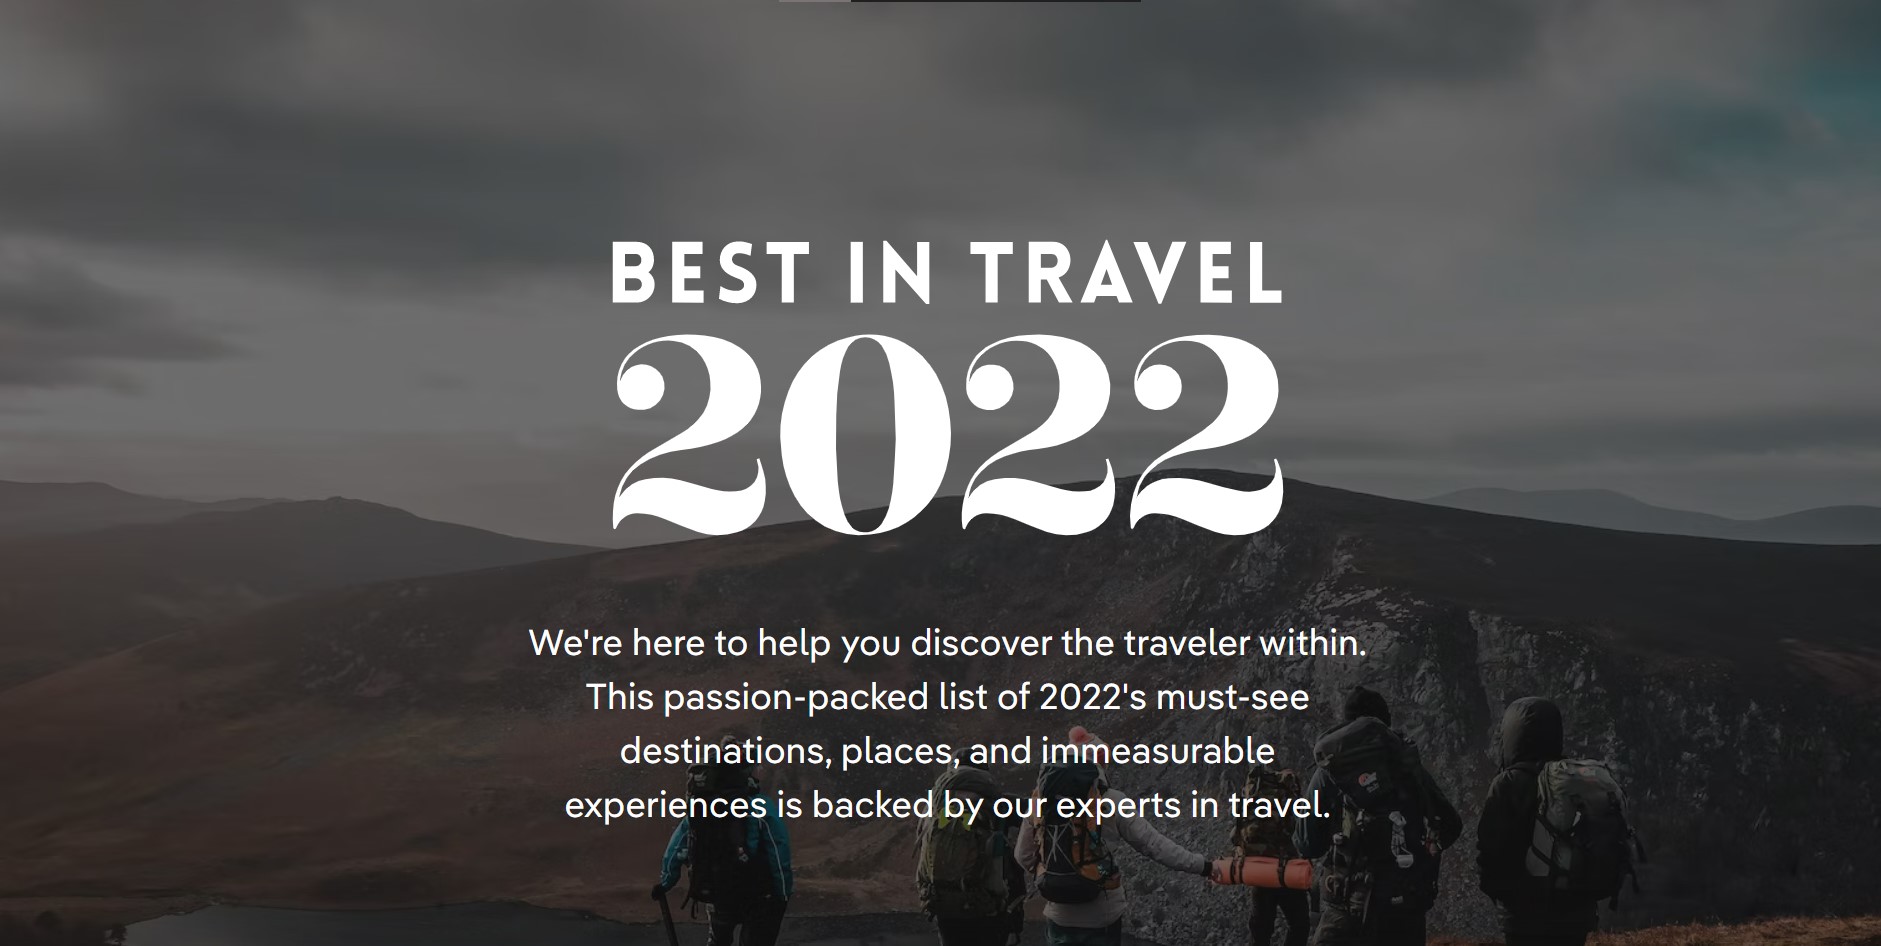 BEST IN TRAVEL
2022
We're here to help you discover the traveler within.
This passion-packed list of 2022's must-see
destinations, places, and immeasurable
experiences is backed by our experts in travel.